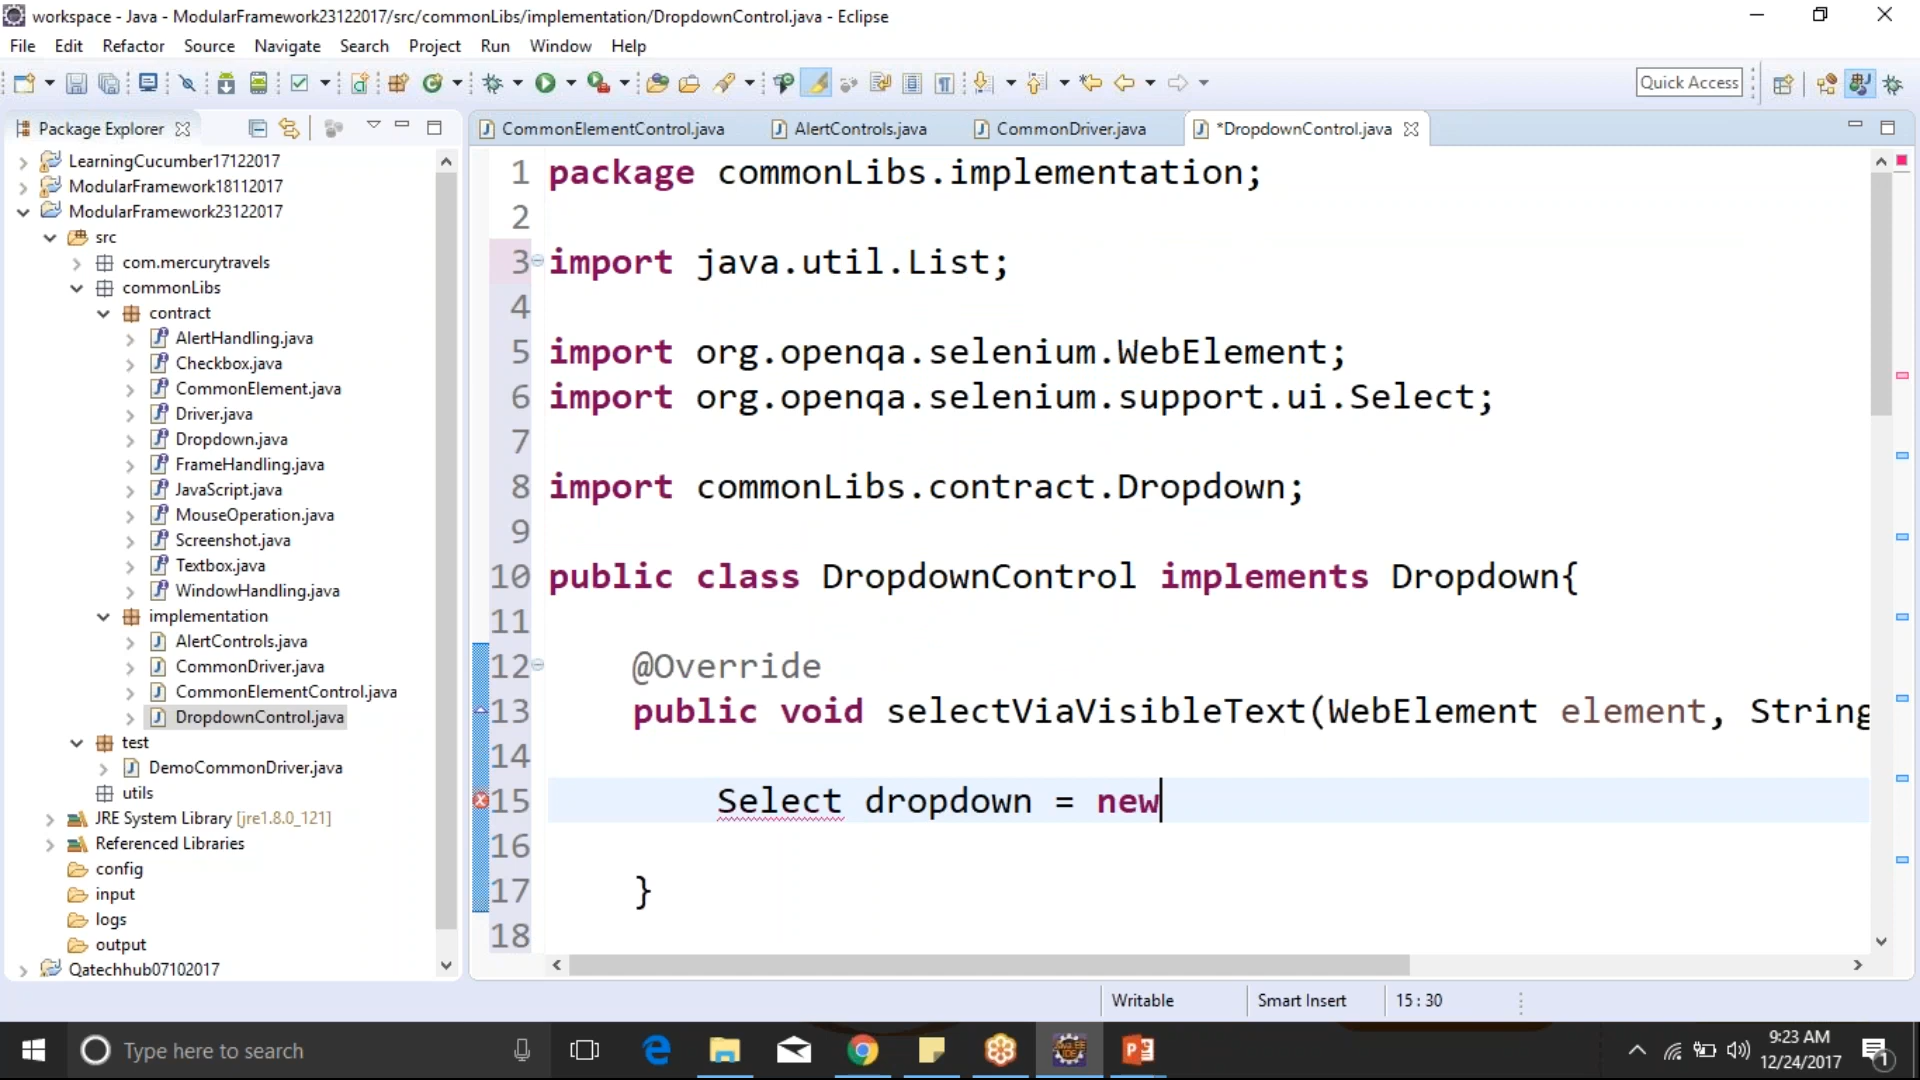 workspace - Java - ModularFramework23122017/src/commonLibs/implementation/DropdownControl.java - Eclipse
File Edit Refactor Source Navigate Search Project Run Window Help
Quick Access
Package Explorer
CommonElementControl.java AlertControls.java CommonDriver.java *DropdownControl.java
LearningCucumber17122017
ModularFramework18112017
ModularFramework23122017
src
com.mercurytravels
commonLibs
contract
AlertHandling.java
Checkbox.java
CommonElement.java
Driver.java
Dropdown.java
FrameHandling.java
JavaScript.java
MouseOperation.java
Screenshot.java
Textbox.java
WindowHandling.java
implementation
AlertControls.java
CommonDriver.java
CommonElementControl.java
DropdownControl.java
test
DemoCommonDriver.java
utils
JRE System Library [jre1.8.0_121]
Referenced Libraries
config
input
logs
output
Qatechhub07102017
1 package commonLibs.implementation;
2
3 import java.util.List;
4
5 import org.openqa.selenium.WebElement;
6 import org.openqa.selenium.support.ui.Select;
7
8 import commonLibs.contract.Dropdown;
9
10 public class DropdownControl implements Dropdown{
11
12 @Override
13 public void selectViaVisibleText(WebElement element, String
14
15 Select dropdown = new
16
17 }
18
Writable Smart Insert 15 : 30
Type here to search
9:23 AM
12/24/2017
1